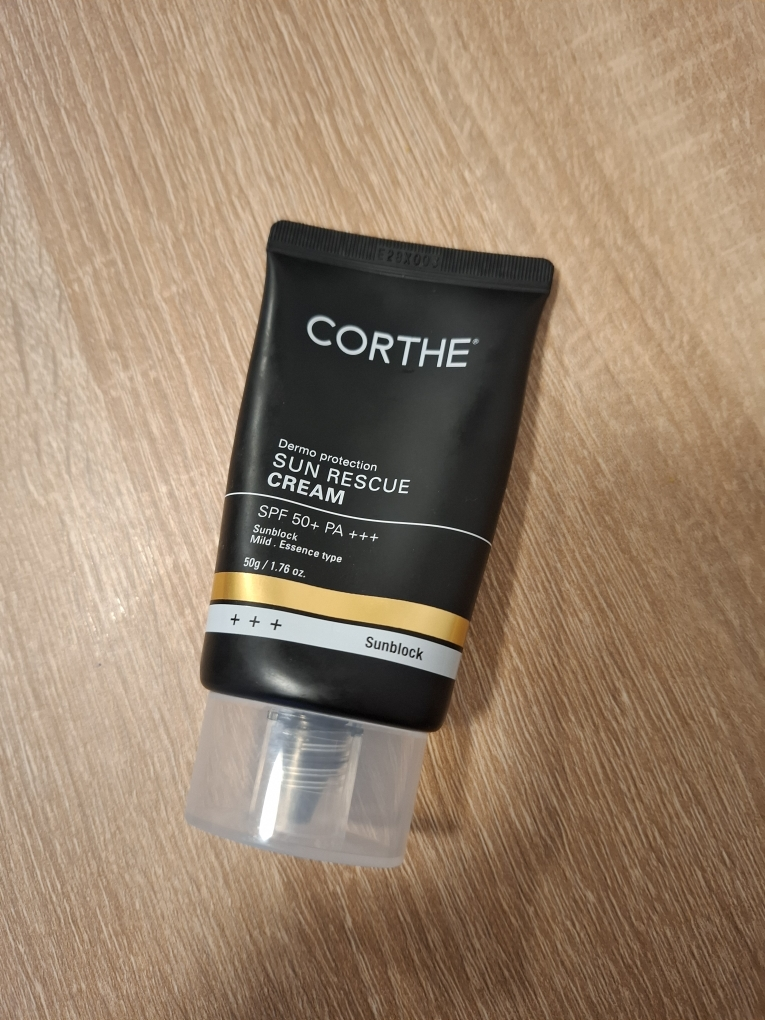 CORTHE®
Dermo protection
SUN RESCUE
CREAM
SPF 50+ PA +++
Sunblock
Mild . Essence type
50g / 1.76 oz.
+ + +
Sunblock